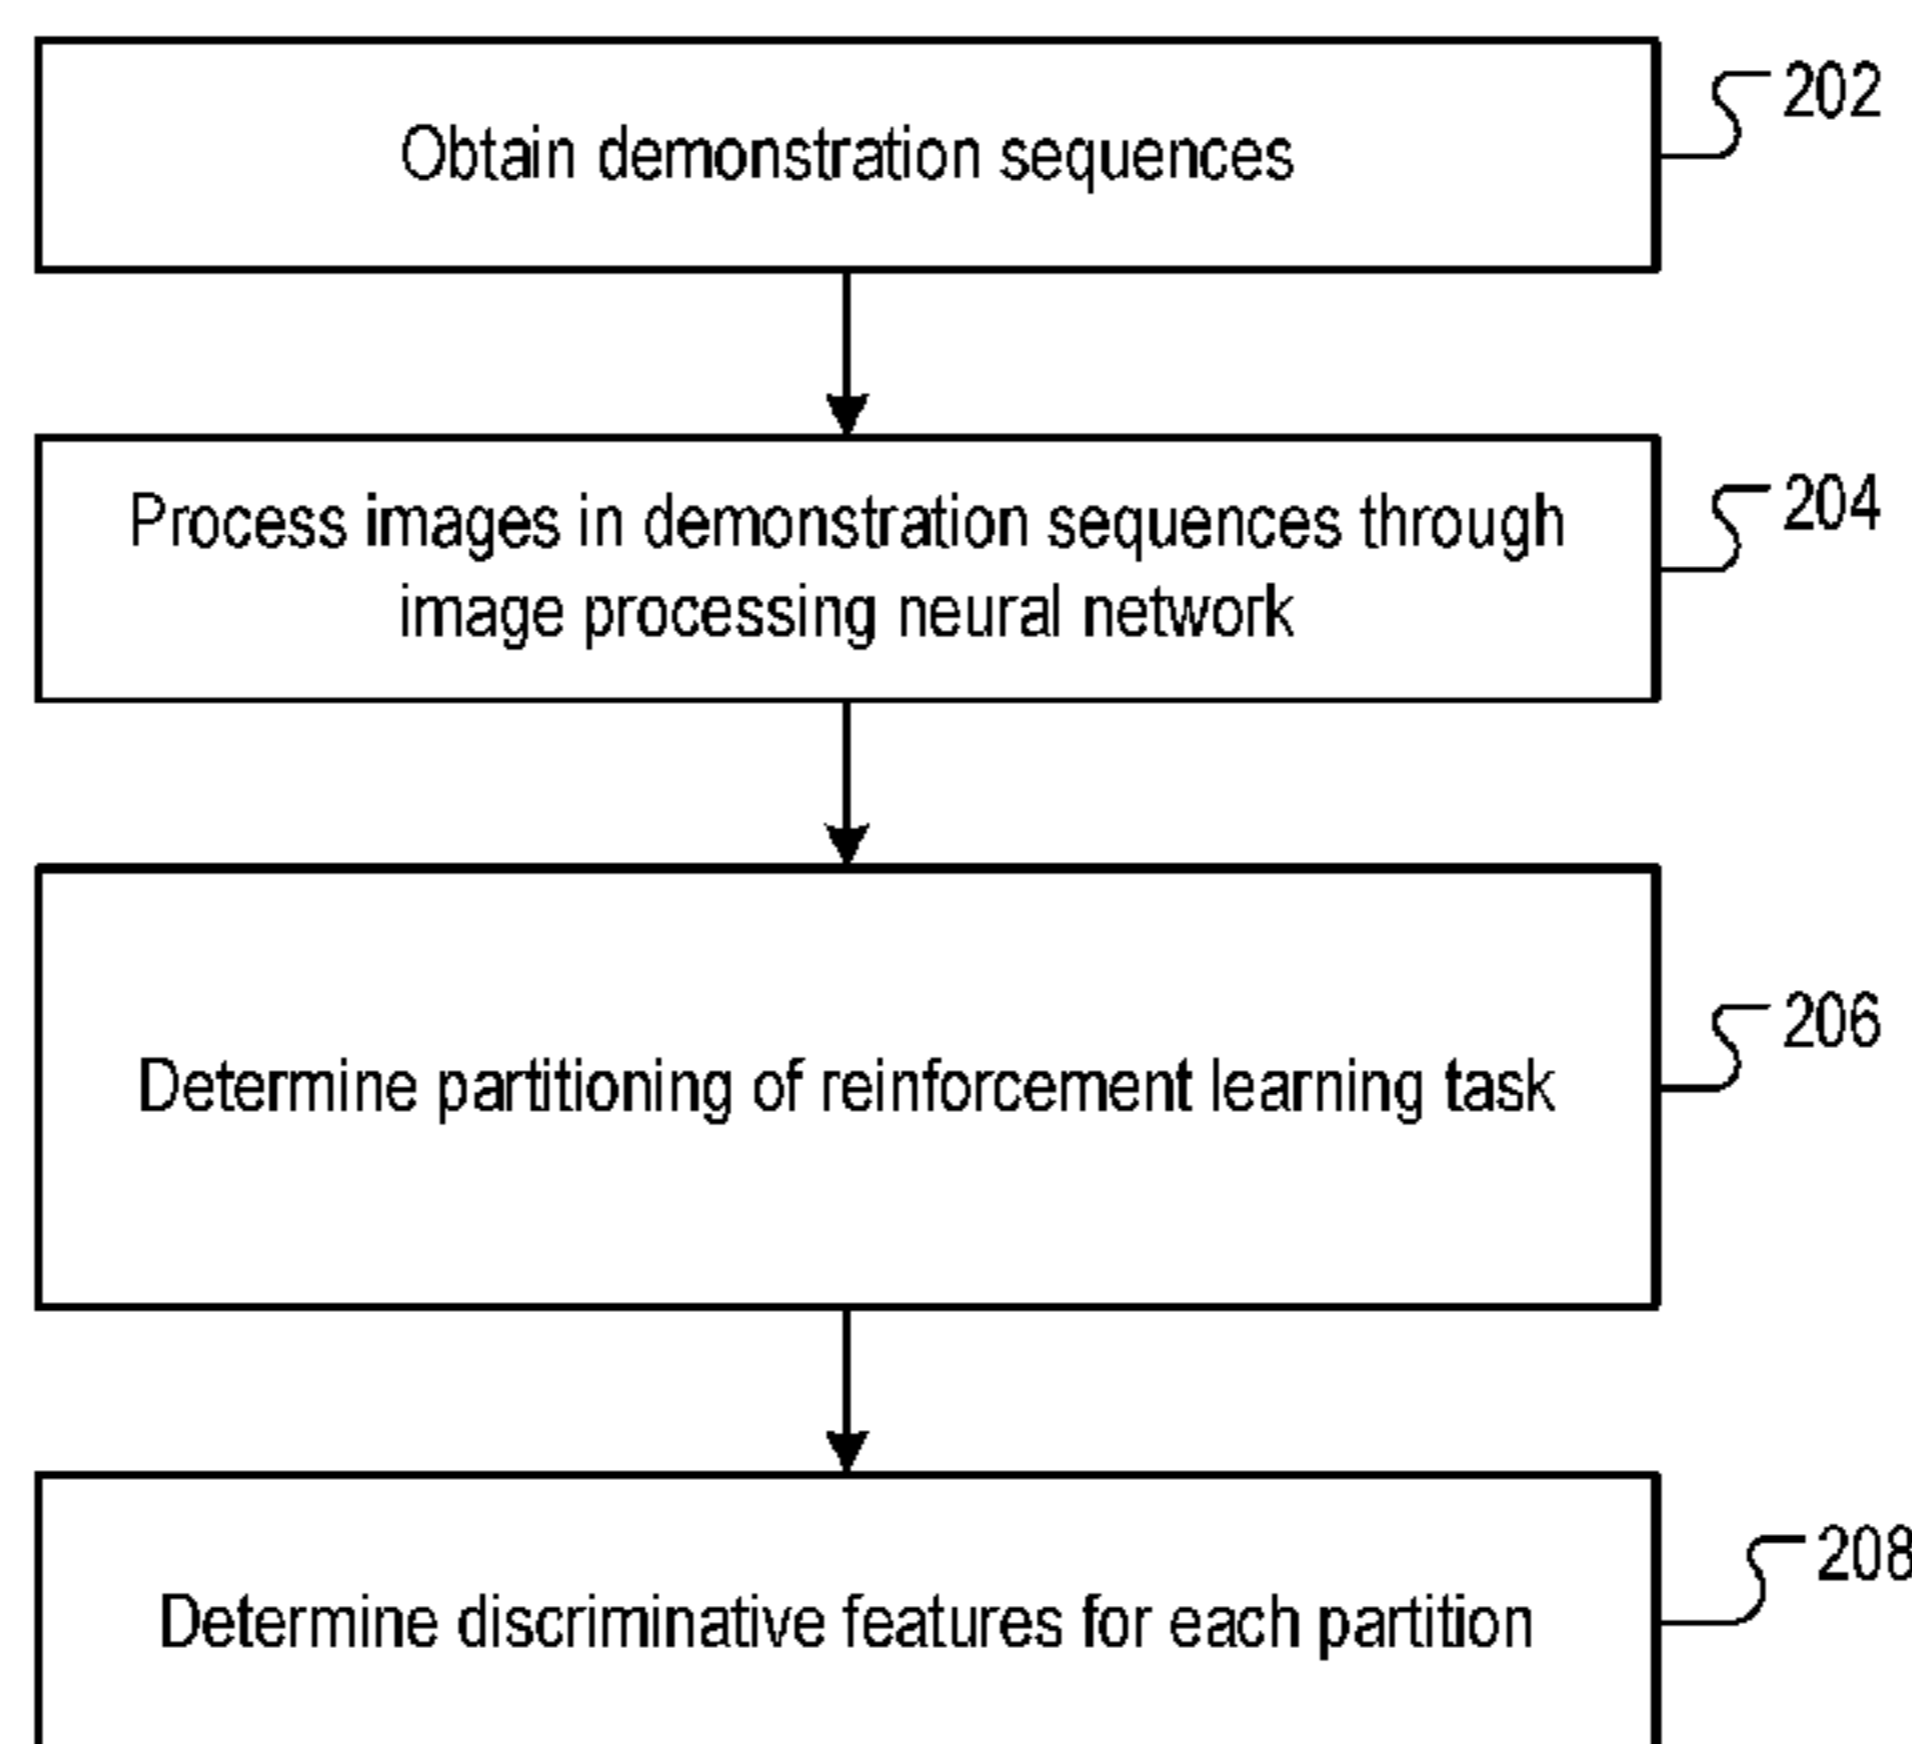 Obtain demonstration sequences
202
Process images in demonstration sequences through
image processing neural network
204
Determine partitioning of reinforcement learning task
206
Determine discriminative features for each partition
208